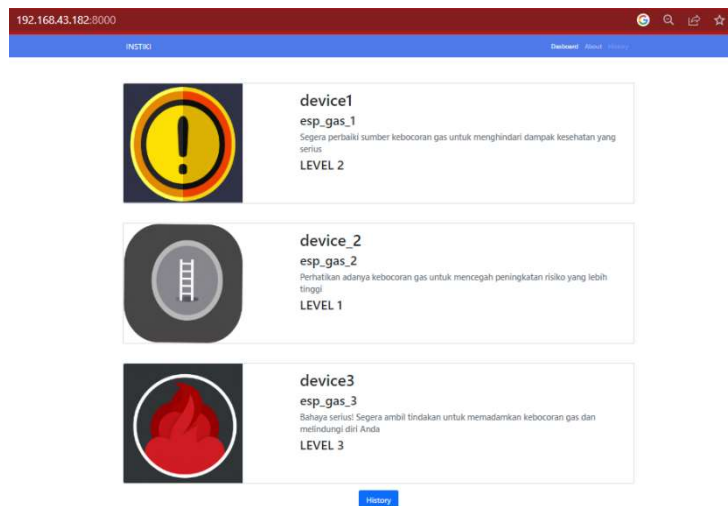 192.168.43.182:8000
INSTIKI
Dashboard About History
device1
esp_gas_1
Segera perbaiki sumber kebocoran gas untuk menghindari dampak kesehatan yang
serius
LEVEL 2
device_2
esp_gas_2
Perhatikan adanya kebocoran gas untuk mencegah peningkatan risiko yang lebih
tinggi
LEVEL 1
device3
esp_gas_3
Bahaya serius! Segera ambil tindakan untuk memadamkan kebocoran gas dan
melindungi diri Anda
LEVEL 3
History